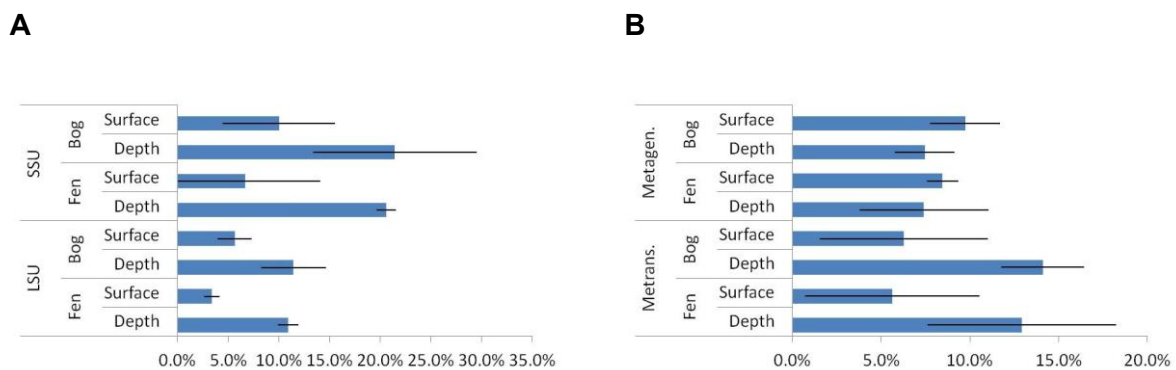 A
SSU
Bog
Surface
Depth
Fen
Surface
Depth
LSU
Bog
Surface
Depth
Fen
Surface
Depth
0.0% 5.0% 10.0% 15.0% 20.0% 25.0% 30.0% 35.0%
B
Metagen.
Bog
Surface
Depth
Fen
Surface
Depth
Metrans.
Bog
Surface
Depth
Fen
Surface
Depth
0.0% 5.0% 10.0% 15.0% 20.0%